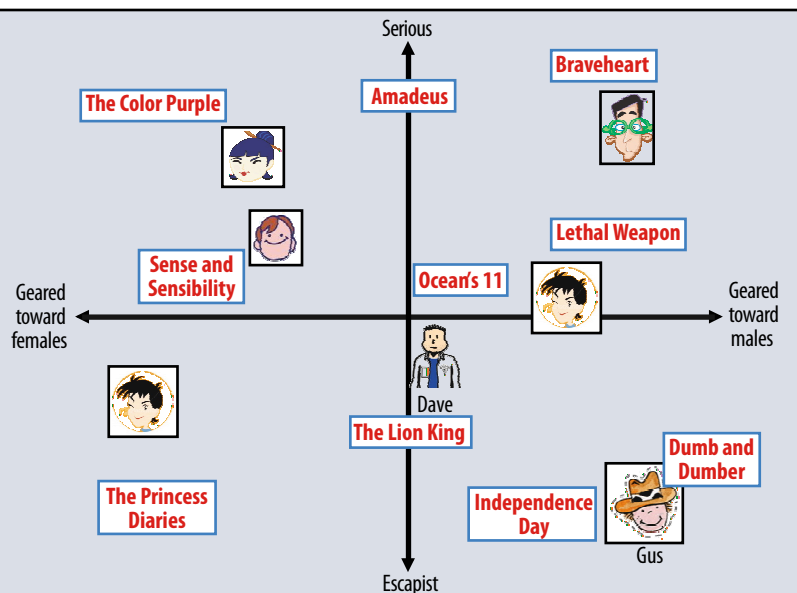 Serious
Braveheart
The Color Purple
Amadeus
Lethal Weapon
Sense and
Sensibility
Ocean's 11
Geared
toward
females
Geared
toward
males
Dave
The Lion King
Dumb and
Dumber
The Princess
Diaries
Independence
Day
Gus
Escapist